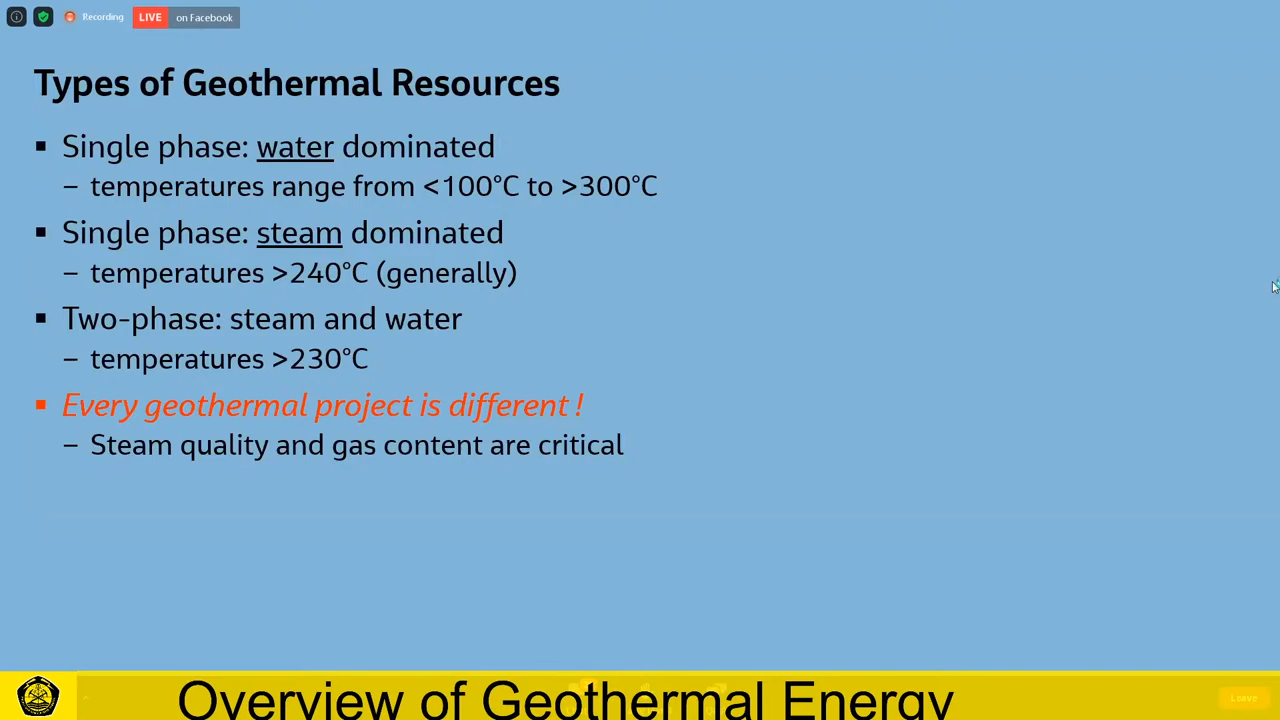 Recording LIVE on Facebook
Types of Geothermal Resources
▪ Single phase: water dominated
– temperatures range from <100°C to >300°C
▪ Single phase: steam dominated
– temperatures >240°C (generally)
▪ Two-phase: steam and water
– temperatures >230°C
▪ Every geothermal project is different !
– Steam quality and gas content are critical
Overview of Geothermal Energy
Leave